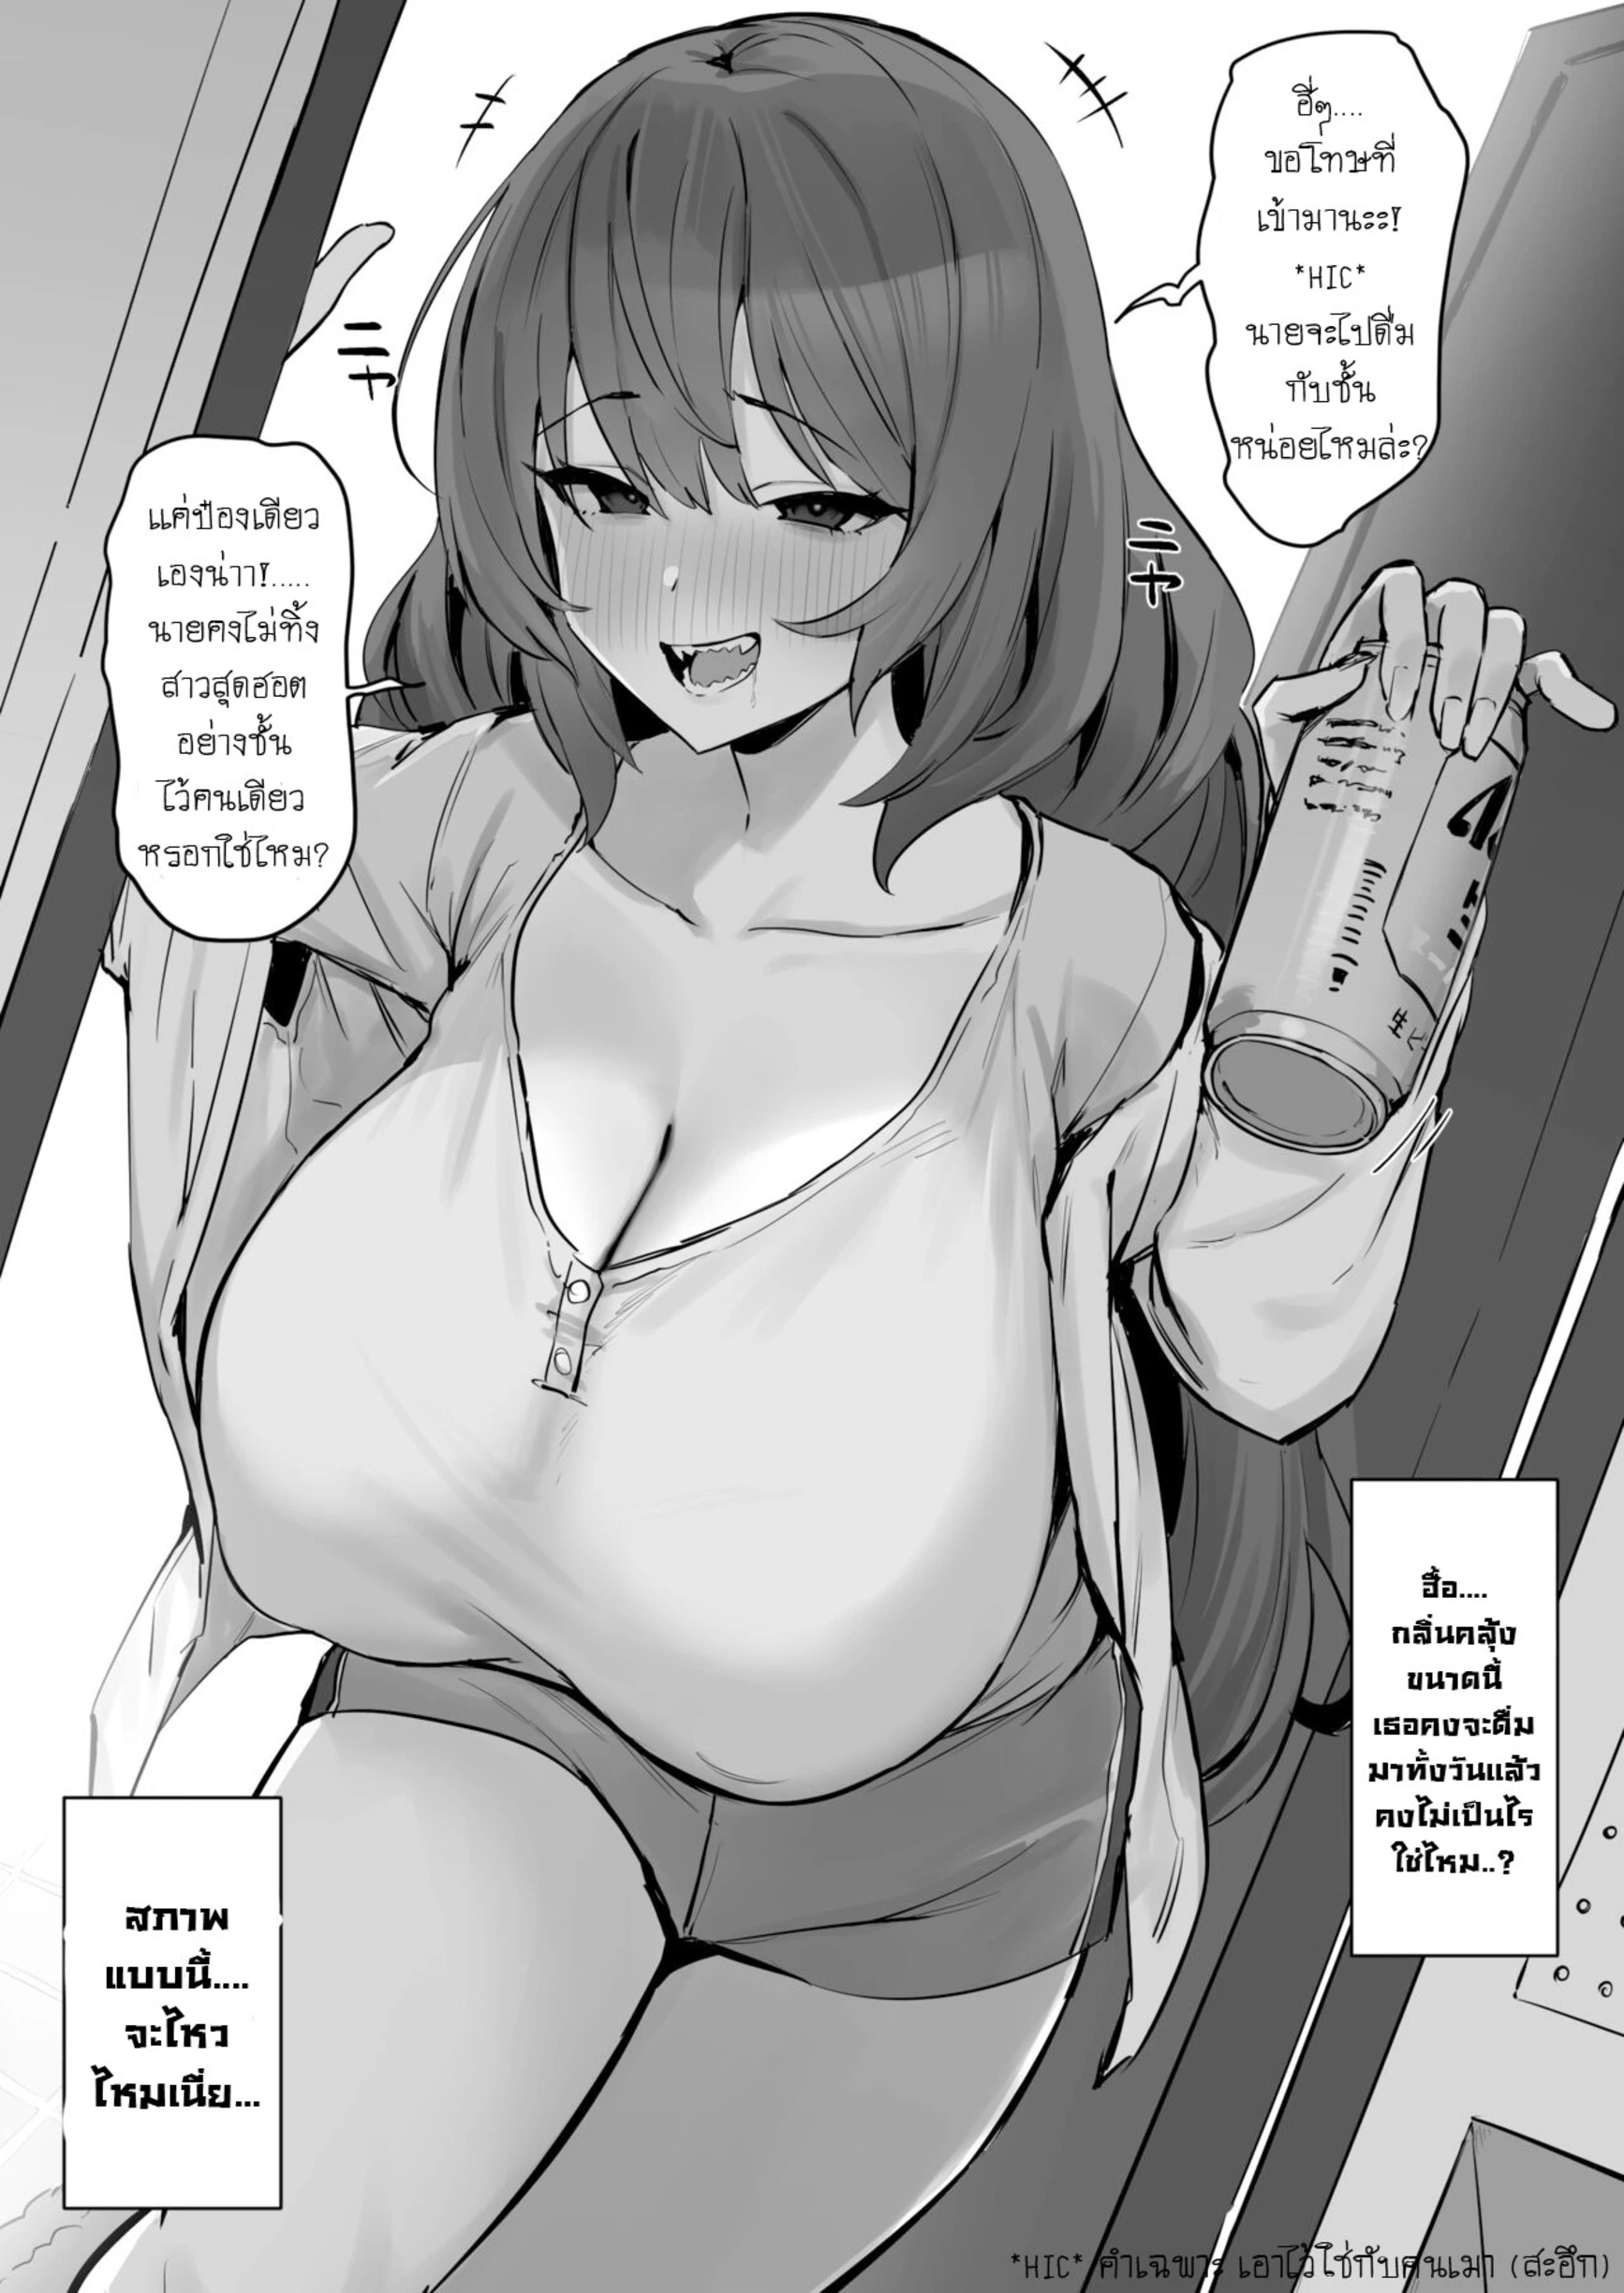 ฮี่ๆ....
ขอโทษที่
เข้ามานะะ!
*HIC*
นายจะไปดื่ม
กับชั้น
หน่อยไหมล่ะ?
แค่ป๋องเดียว
เองน่าา!.....
นายคงไม่ทิ้ง
สาวสุดฮอต
อย่างชั้น
ไว้คนเดียว
หรอกใช่ไหม?
ニヤ
ニヤ
生
ฮื้อ....
กลิ่นคลุ้ง
ขนาดนี้
เธอคงจะดื่ม
มาทั้งวันแล้ว
คงไม่เป็นไร
ใช่ไหม..?
สภาพ
แบบนี้....
จะไหว
ไหมเนี่ย...
*HIC* คำเฉพาะ เอาไว้ใช่กับคนเมา (สะอึก)